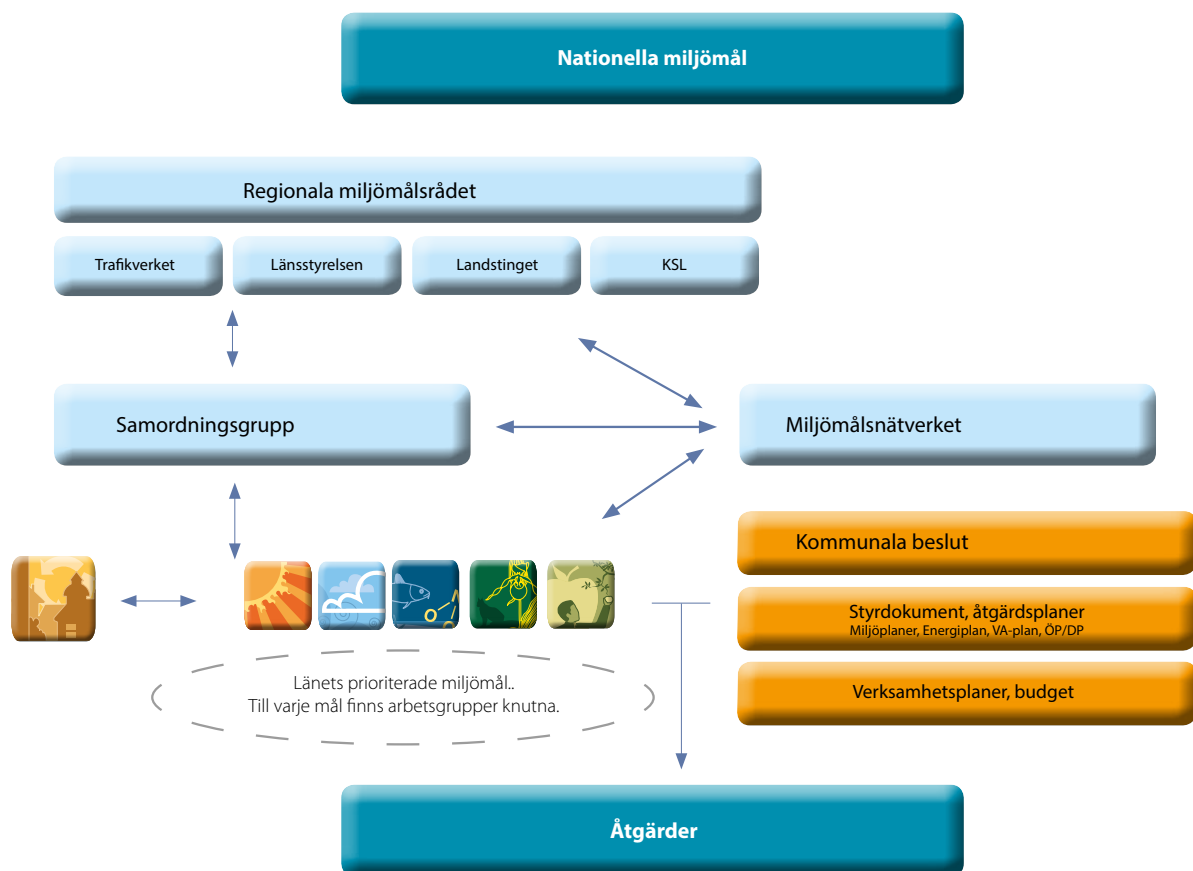 Nationella miljömål
Regionala miljömålsrådet
Trafikverket
Länsstyrelsen
Landstinget
KSL
Samordningsgrupp
Miljömålsnätverket
Kommunala beslut
Styrdokument, åtgärdsplaner
Miljöplaner, Energiplan, VA-plan, ÖP/DP
Verksamhetsplaner, budget
Länets prioriterade miljömål..
Till varje mål finns arbetsgrupper knutna.
Åtgärder